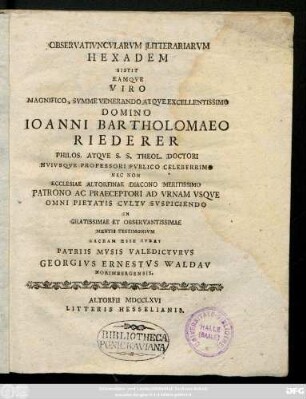 OBSERVATIVNCVLARVM LITTERARIARVM
HEXADEM
SISTIT
EAMQVE
VIRO
MAGNIFICO, SVMME VENERANDO ATQVE EXCELLENTISSIMO
DOMINO
IOANNI BARTHOLOMAEO
RIEDERER
PHILOS. ATQVE S. S. THEOL. DOCTORI
HVIVSQVE PROFESSORI PVBLICO CELEBERRIMO
NEC NON
ECCLESIAE ALTORFINAE DIACONO MERITISSIMO
PATRONO AC PRAECEPTORI AD VRNAM VSQVE
OMNI PIETATIS CVLTV SVSPICIENDO
IN
GRATISSIMAE ET OBSERVANTISSIMAE
MENTIS TESTIMONIVM
SACRAM ESSE IVBET
PATRIIS MVSIS VALEDICTVRVS
GEORGIVS ERNESTVS WALDAV
NORIMBERGENSIS.
ALTORFII MDCCLXVI
LITTERIS HESSELIANIS.
BIBLIOTHECA
PONICKAVIANA
HALLE
(SAALE)